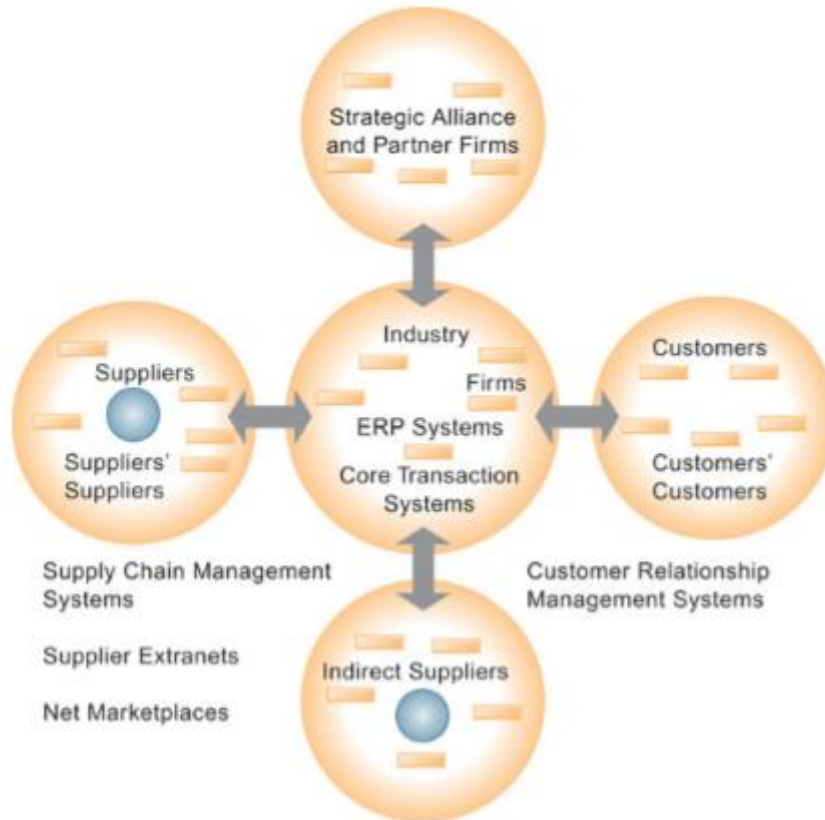 Strategic Alliance
and Partner Firms
Industry
Firms
ERP Systems
Core Transaction
Systems
Suppliers
Suppliers'
Suppliers
Customers
Customers'
Customers
Supply Chain Management
Systems
Supplier Extranets
Net Marketplaces
Customer Relationship
Management Systems
Indirect Suppliers